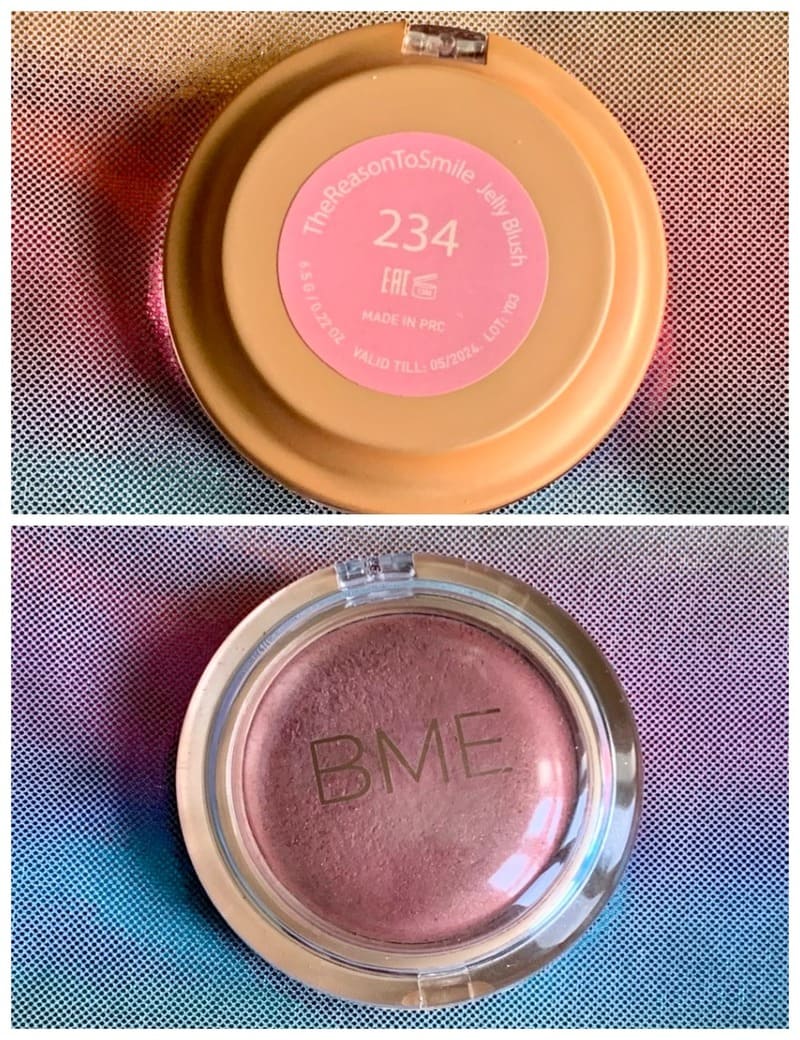 TheReasonToSmile Jelly Blush
234
EAC
MADE IN PRC
6.5 G / 0.22 OZ VALID TILL: 05/2024. LOT: YB3
BME